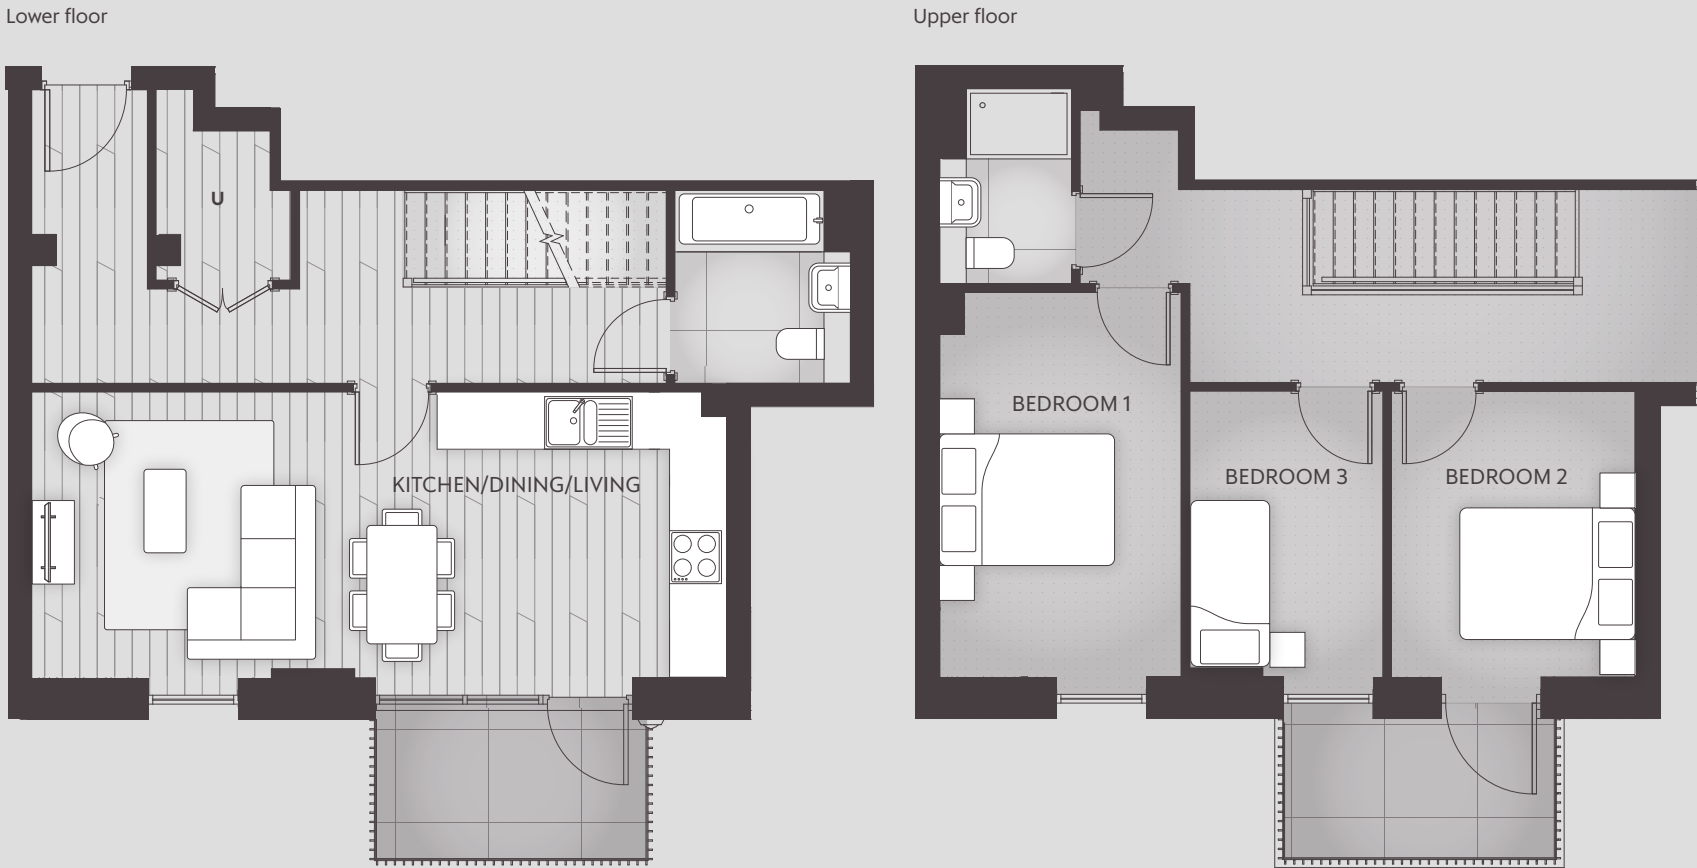 Lower floor
Upper floor
U
KITCHEN/DINING/LIVING
BEDROOM 1
BEDROOM 3
BEDROOM 2